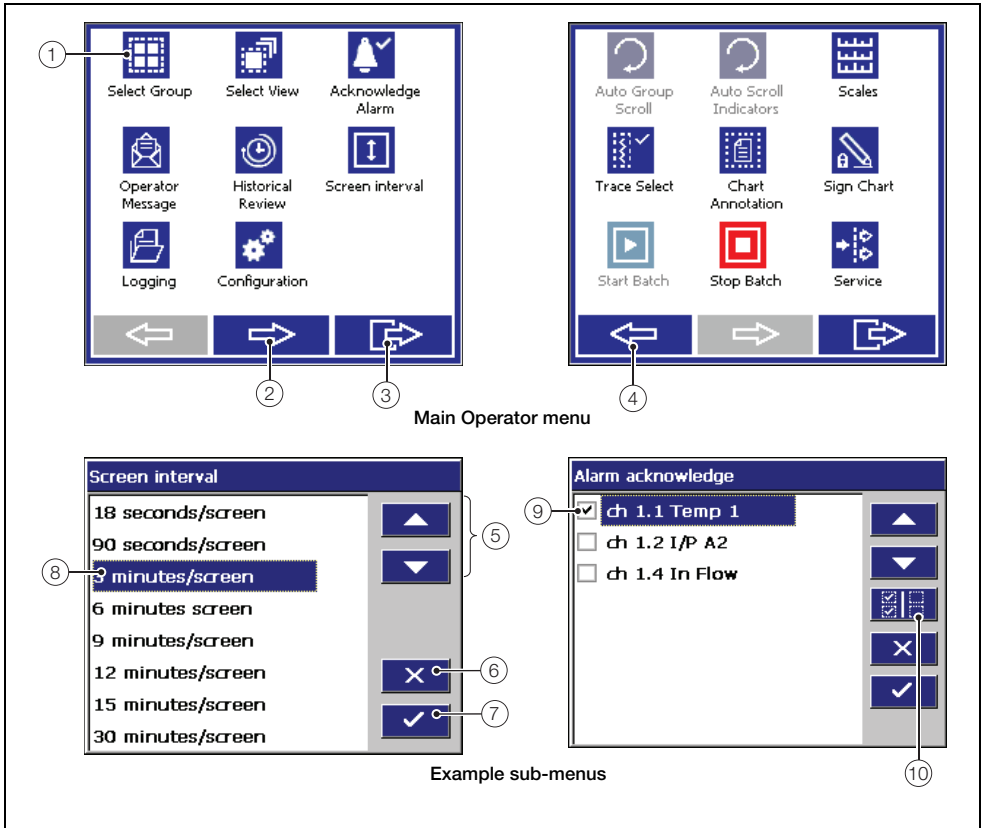 1
Select Group
Select View
Acknowledge
Alarm
Operator
Message
Historical
Review
Screen interval
Logging
Configuration
2
3
Auto Group
Scroll
Auto Scroll
Indicators
Scales
Trace Select
Chart
Annotation
Sign Chart
Start Batch
Stop Batch
Service
4
Main Operator menu
Screen interval
18 seconds/screen
90 seconds/screen
minutes/screen
6 minutes screen
9 minutes/screen
12 minutes/screen
15 minutes/screen
30 minutes/screen
5
6
7
8
Alarm acknowledge
9
ch 1.1 Temp 1
ch 1.2 I/P A2
ch 1.4 In Flow
10
Example sub-menus